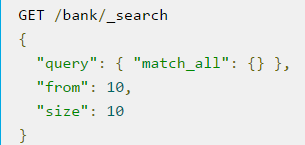 GET /bank/_search
{
  "query": { "match_all": {} },
  "from": 10,
  "size": 10
}